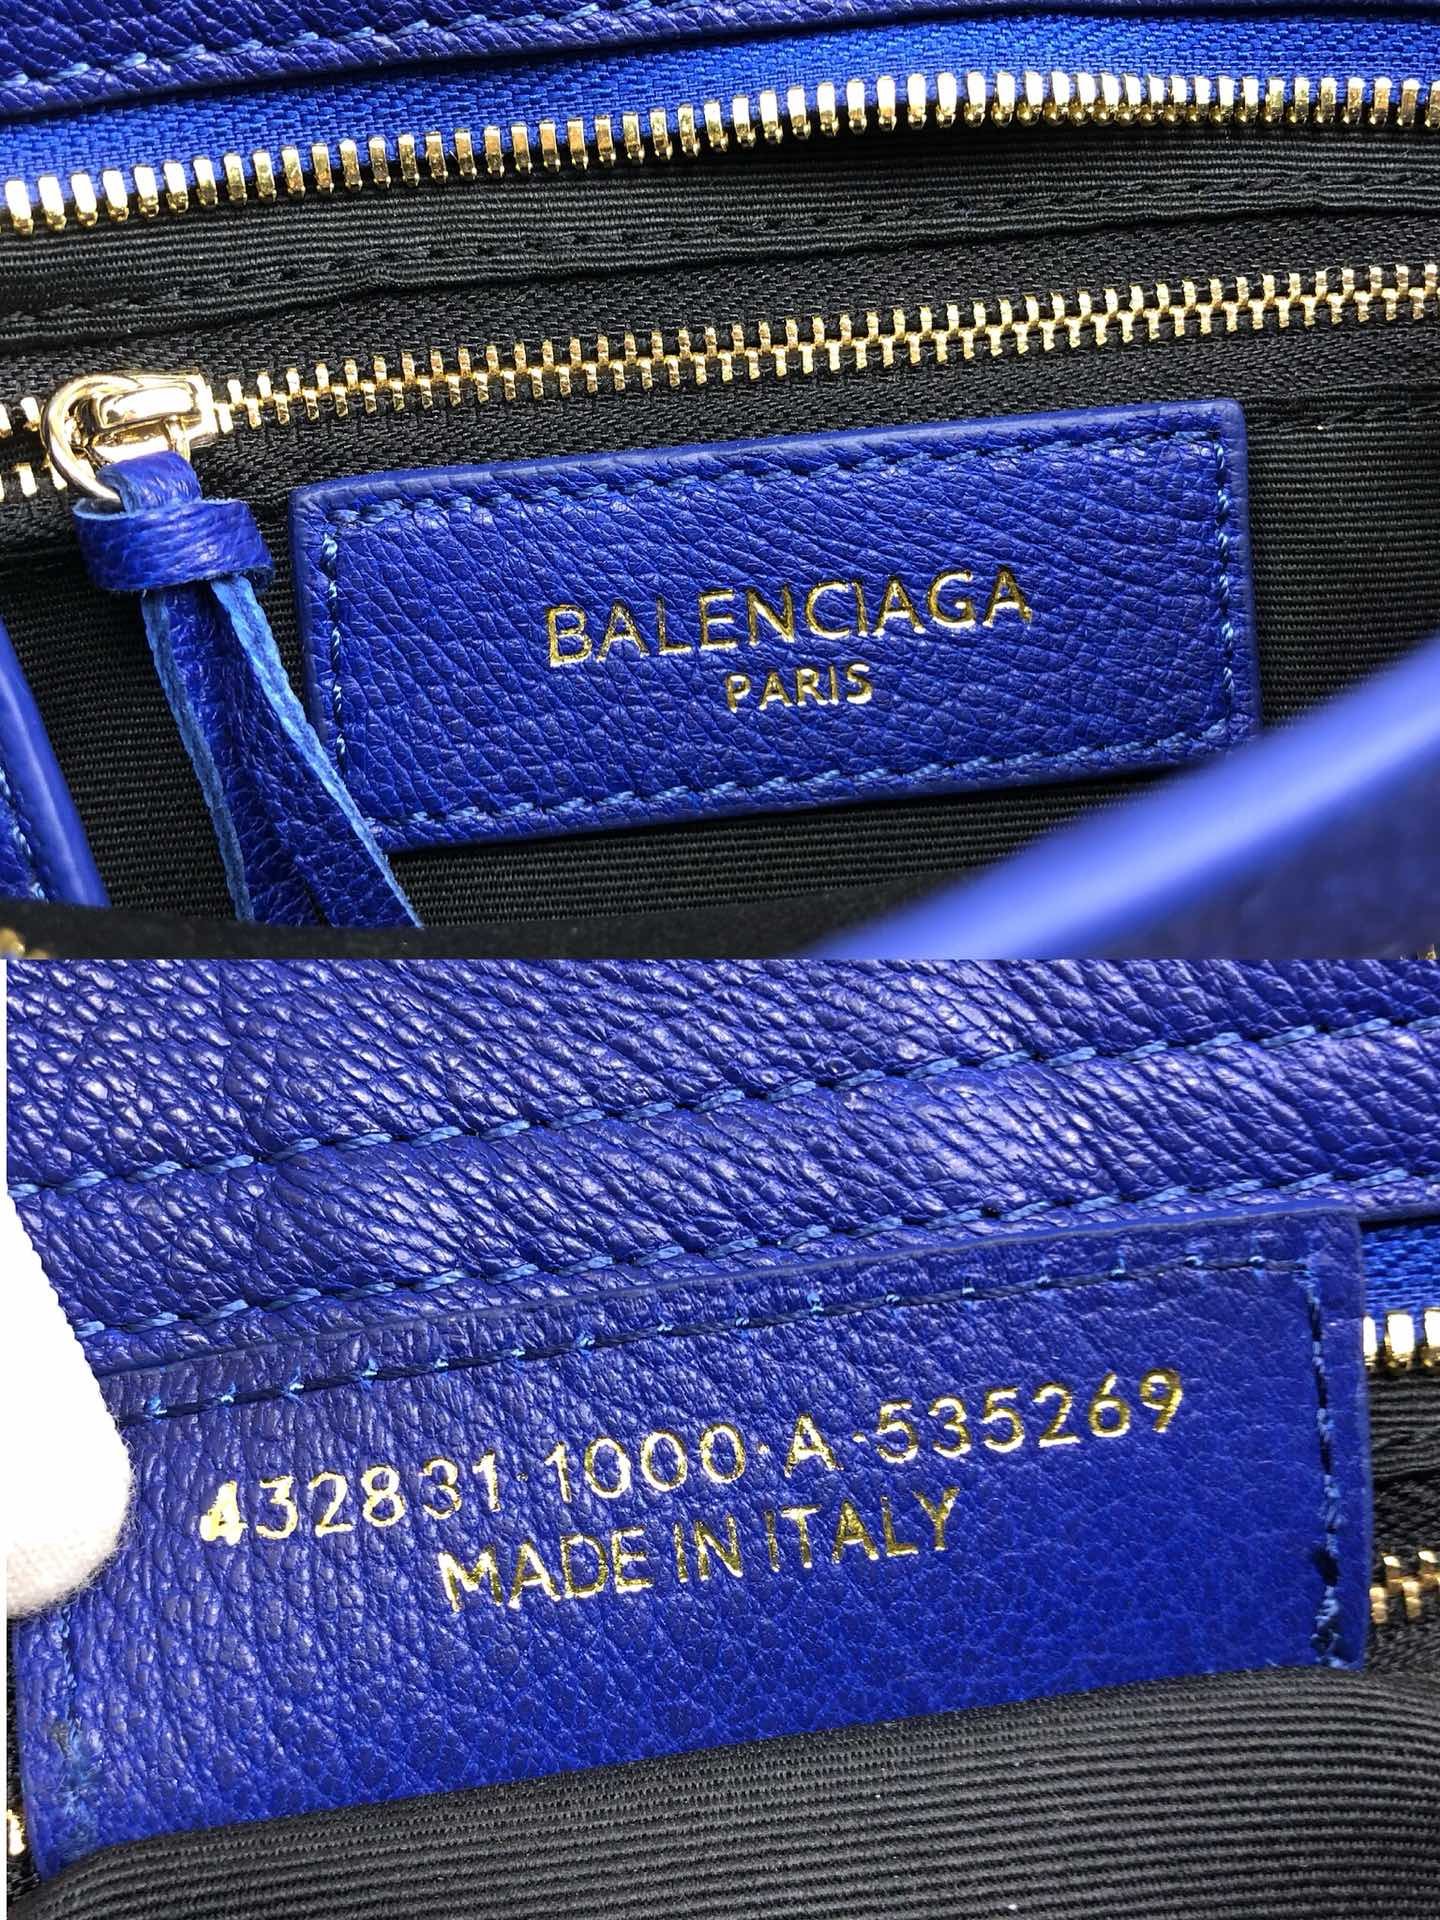 BALENCIAGA
PARIS
432831·1000·A·535269
MADE IN ITALY